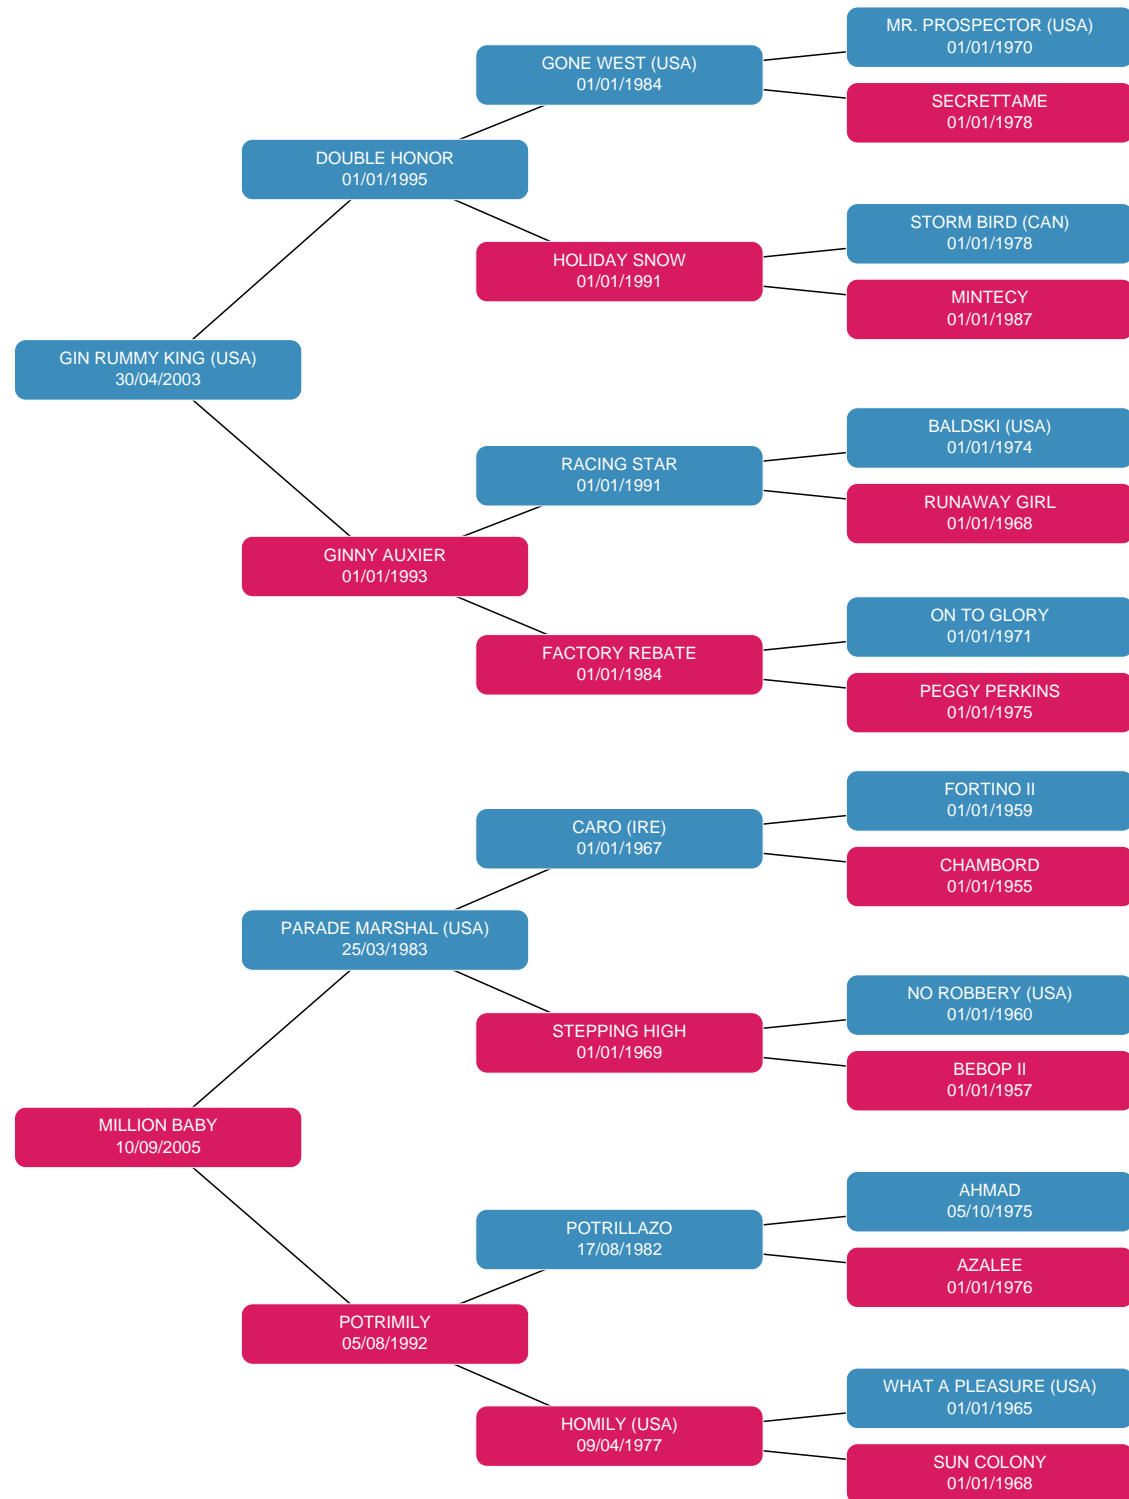 MR. PROSPECTOR (USA)
01/01/1970
GONE WEST (USA)
01/01/1984
SECRETTAME
01/01/1978
DOUBLE HONOR
01/01/1995
STORM BIRD (CAN)
01/01/1978
HOLIDAY SNOW
01/01/1991
MINTECY
01/01/1987
GIN RUMMY KING (USA)
30/04/2003
BALDSKI (USA)
01/01/1974
RACING STAR
01/01/1991
RUNAWAY GIRL
01/01/1968
GINNY AUXIER
01/01/1993
ON TO GLORY
01/01/1971
FACTORY REBATE
01/01/1984
PEGGY PERKINS
01/01/1975
FORTINO II
01/01/1959
CARO (IRE)
01/01/1967
CHAMBORD
01/01/1955
PARADE MARSHAL (USA)
25/03/1983
NO ROBBERY (USA)
01/01/1960
STEPPING HIGH
01/01/1969
BEBOP II
01/01/1957
MILLION BABY
10/09/2005
AHMAD
05/10/1975
POTRILLAZO
17/08/1982
AZALEE
01/01/1976
POTRIMILY
05/08/1992
WHAT A PLEASURE (USA)
01/01/1965
HOMILY (USA)
09/04/1977
SUN COLONY
01/01/1968